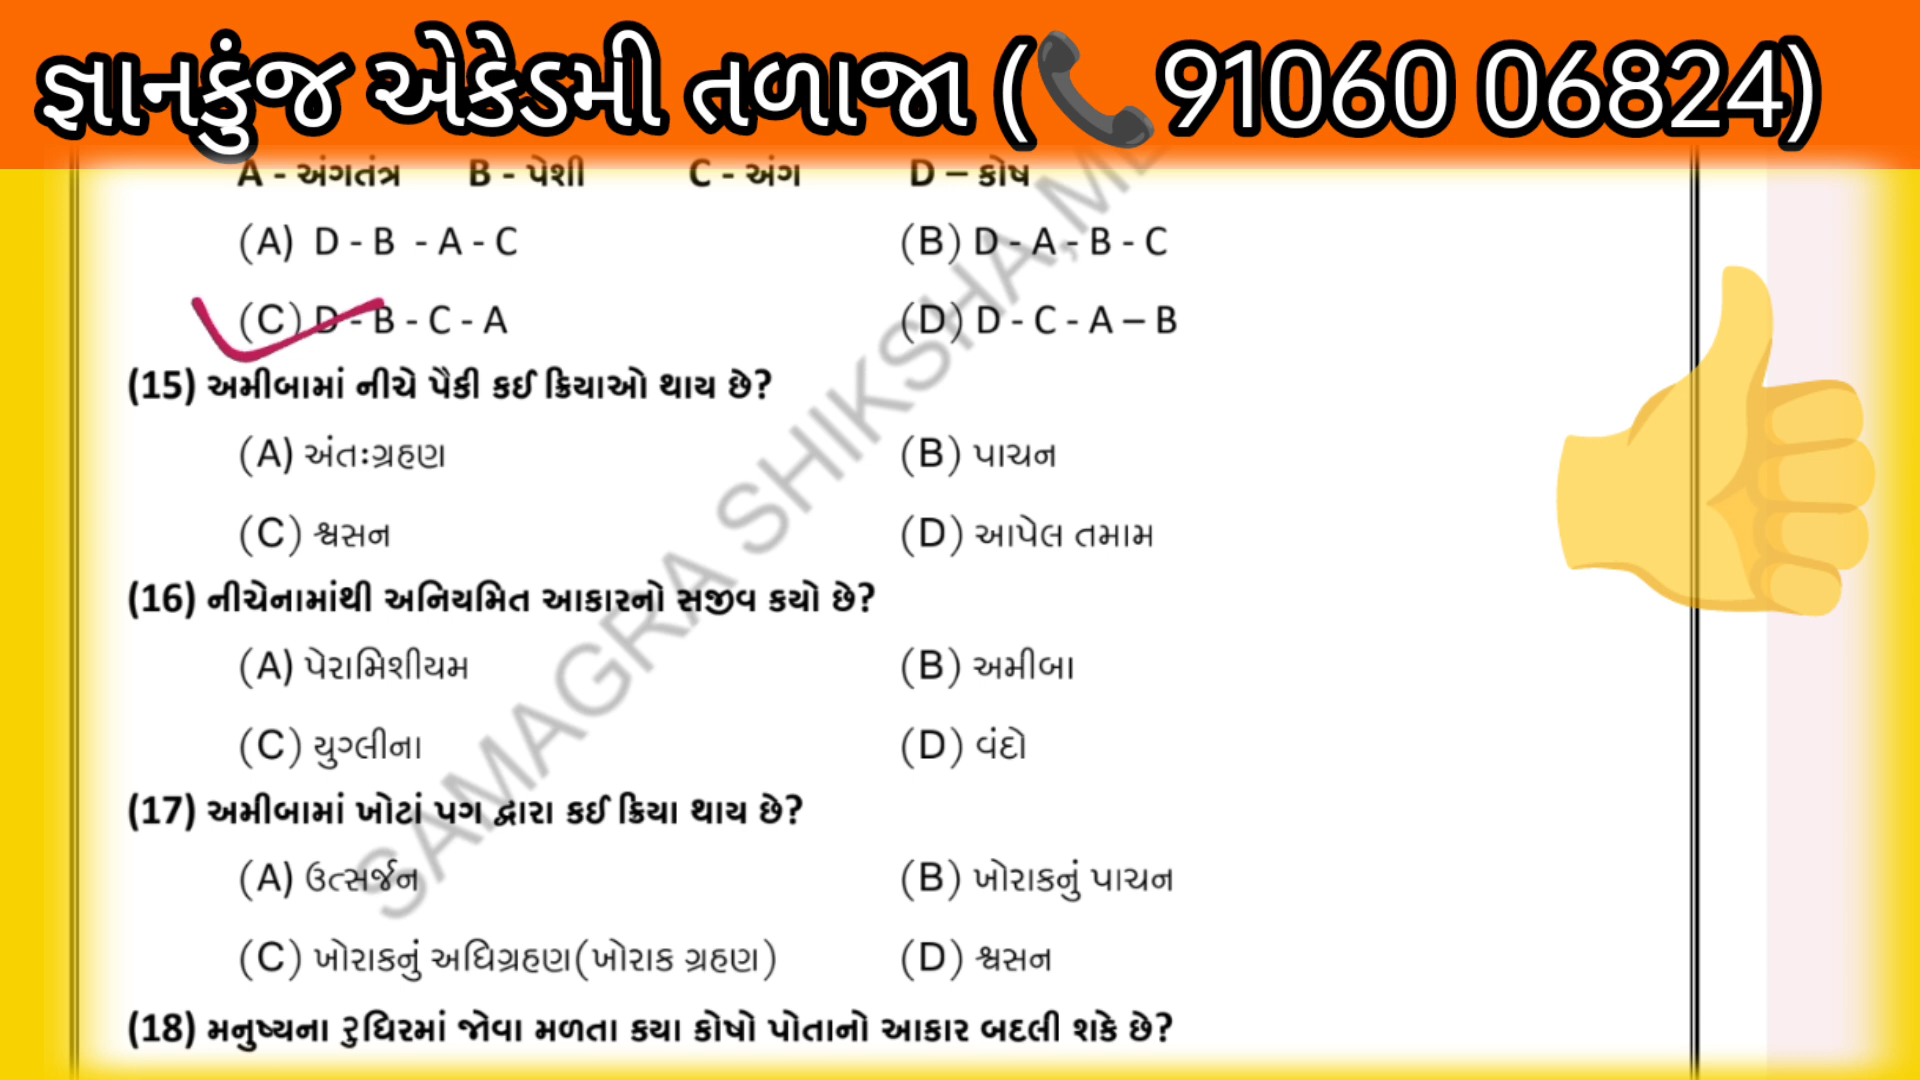 જ્ઞાનકુંજ એકેડમી તળાજા (📞91060 06824)
A - અંગતંત્ર B - પેશી C - અંગ D – કોષ
(A) D - B - A - C (B) D - A - B - C
(C) D - B - C - A (D) D - C - A – B
(15) અમીબામાં નીચે પૈકી કઈ ક્રિયાઓ થાય છે?
(A) અંતઃગ્રહણ (B) પાચન
(C) શ્વસન (D) આપેલ તમામ
(16) નીચેનામાંથી અનિયમિત આકારનો સજીવ કયો છે?
(A) પેરામિશીયમ (B) અમીબા
(C) યુગ્લીના (D) વંદો
(17) અમીબામાં ખોટાં પગ દ્વારા કઈ ક્રિયા થાય છે?
(A) ઉત્સર્જન (B) ખોરાકનું પાચન
(C) ખોરાકનું અધિગ્રહણ(ખોરાક ગ્રહણ) (D) શ્વસન
(18) મનુષ્યના રુધિરમાં જોવા મળતા કયા કોષો પોતાનો આકાર બદલી શકે છે?
SAMAGRA SHIKSHA,